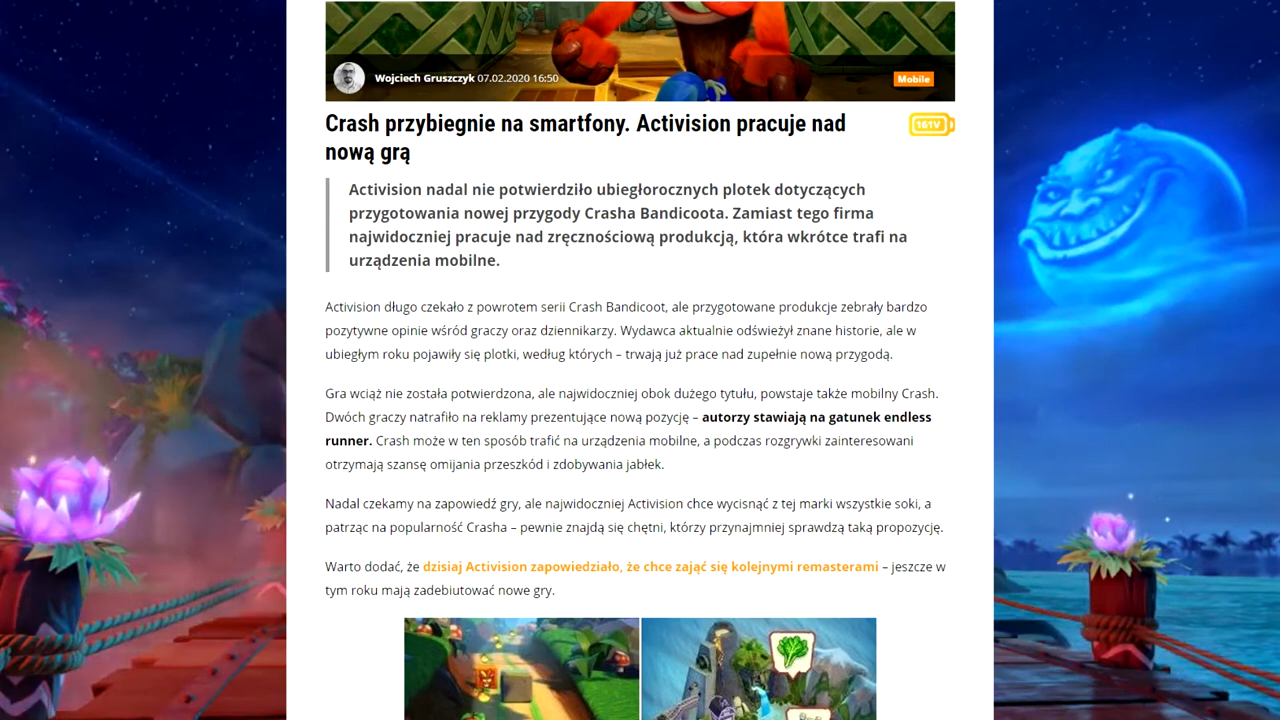 Wojciech Gruszczyk 07.02.2020 16:50
Mobile
Crash przybiegnie na smartfony. Activision pracuje nad
nową grą
161V
Activision nadal nie potwierdziło ubiegłorocznych plotek dotyczących
przygotowania nowej przygody Crasha Bandicoota. Zamiast tego firma
najwidoczniej pracuje nad zręcznościową produkcją, która wkrótce trafi na
urządzenia mobilne.
Activision długo czekało z powrotem serii Crash Bandicoot, ale przygotowane produkcje zebrały bardzo
pozytywne opinie wśród graczy oraz dziennikarzy. Wydawca aktualnie odświeżył znane historie, ale w
ubiegłym roku pojawiły się plotki, według których – trwają już prace nad zupełnie nową przygodą.
Gra wciąż nie została potwierdzona, ale najwidoczniej obok dużego tytułu, powstaje także mobilny Crash.
Dwóch graczy natrafiło na reklamy prezentujące nową pozycję – autorzy stawiają na gatunek endless
runner. Crash może w ten sposób trafić na urządzenia mobilne, a podczas rozgrywki zainteresowani
otrzymają szansę omijania przeszkód i zdobywania jabłek.
Nadal czekamy na zapowiedź gry, ale najwidoczniej Activision chce wycisnąć z tej marki wszystkie soki, a
patrząc na popularność Crasha – pewnie znajdą się chętni, którzy przynajmniej sprawdzą taką propozycję.
Warto dodać, że dzisiaj Activision zapowiedziało, że chce zająć się kolejnymi remasterami – jeszcze w
tym roku mają zadebiutować nowe gry.